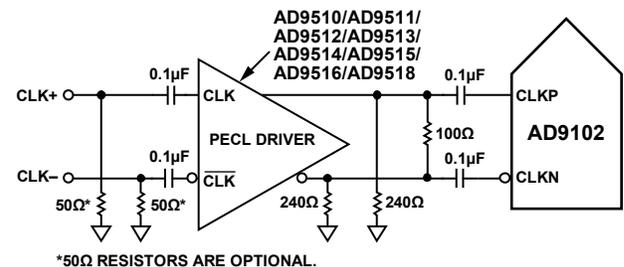 AD9510/AD9511/
AD9512/AD9513/
AD9514/AD9515/
AD9516/AD9518
0.1µF
0.1µF
CLK+
CLK
CLKP
PECL DRIVER
100Ω
AD9102
0.1µF
0.1µF
CLK–
CLK
CLKN
50Ω*
50Ω*
240Ω
240Ω
*50Ω RESISTORS ARE OPTIONAL.